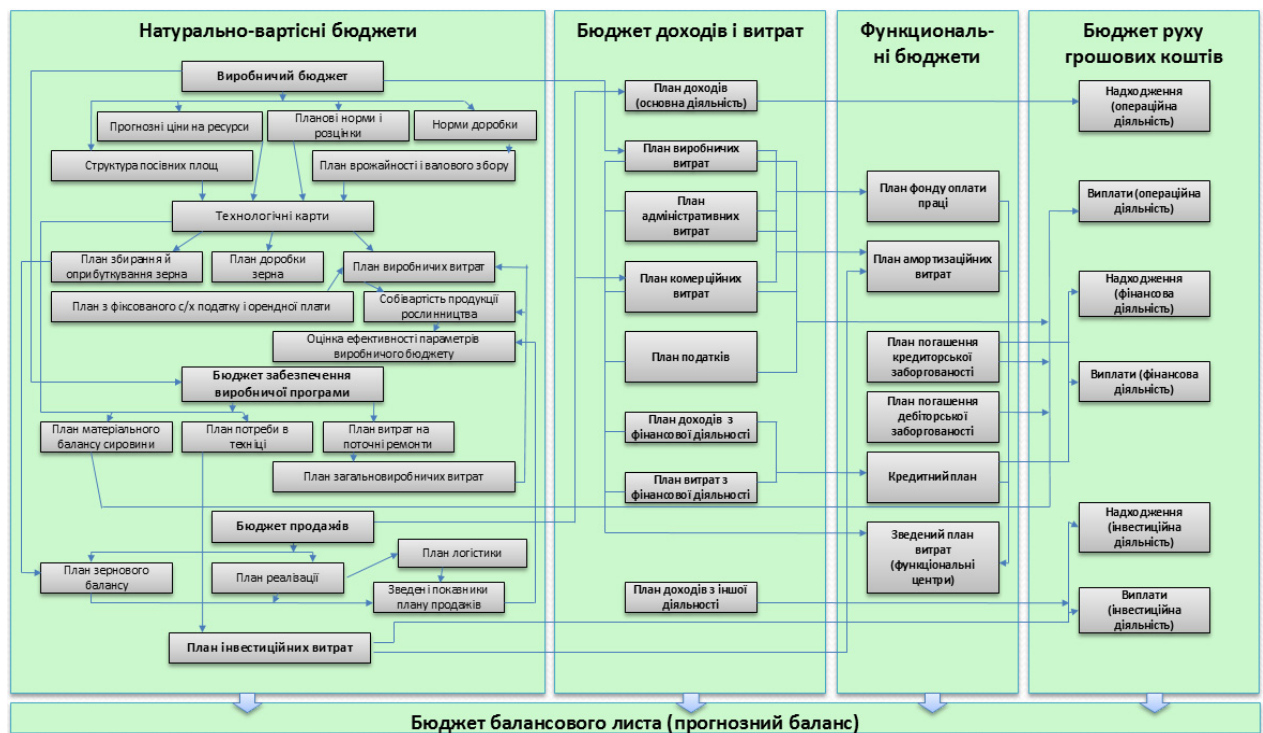 Натурально-вартісні бюджети
Виробничий бюджет
Прогнозні ціни на ресурси
Планові норми і
розцінки
Норми доробки
Структура посівних площ
План врожайності і валового збору
Технологічні карти
План збирання й
оприбуткування зерна
План доробки
зерна
План виробничих витрат
План з фіксованого с/х податку і орендної плати
Собівартість продукції
рослинництва
Оцінка ефективності параметрів
виробничого бюджету
Бюджет забезпечення
виробничої програми
План матеріального
балансу сировини
План потреби в
техніці
План витрат на
поточні ремонти
План загальновиробничих витрат
Бюджет продажів
План зернового
балансу
План реалізації
План логістики
Зведені показники
плану продажів
План інвестиційних витрат
Бюджет доходів і витрат
План доходів
(основна діяльність)
План виробничих
витрат
План
адміністративних
витрат
План комерційних
витрат
План податків
План доходів з
фінансової діяльності
План витрат з
фінансової діяльності
План доходів з іншої
діяльності
Функціональ-
ні бюджети
План фонду оплати
праці
План амортизаційних
витрат
План погашення
кредиторської
заборгованості
План погашення
дебіторської
заборгованості
Кредитний план
Зведений план
витрат
(функціональні
центри)
Бюджет руху
грошових коштів
Надходження
(операційна
діяльність)
Виплати (операційна
діяльність)
Надходження
(фінансова
діяльність)
Виплати (фінансова
діяльність)
Надходження
(інвестиційна
діяльність)
Виплати
(інвестиційна
діяльність)
Бюджет балансового листа (прогнозний баланс)